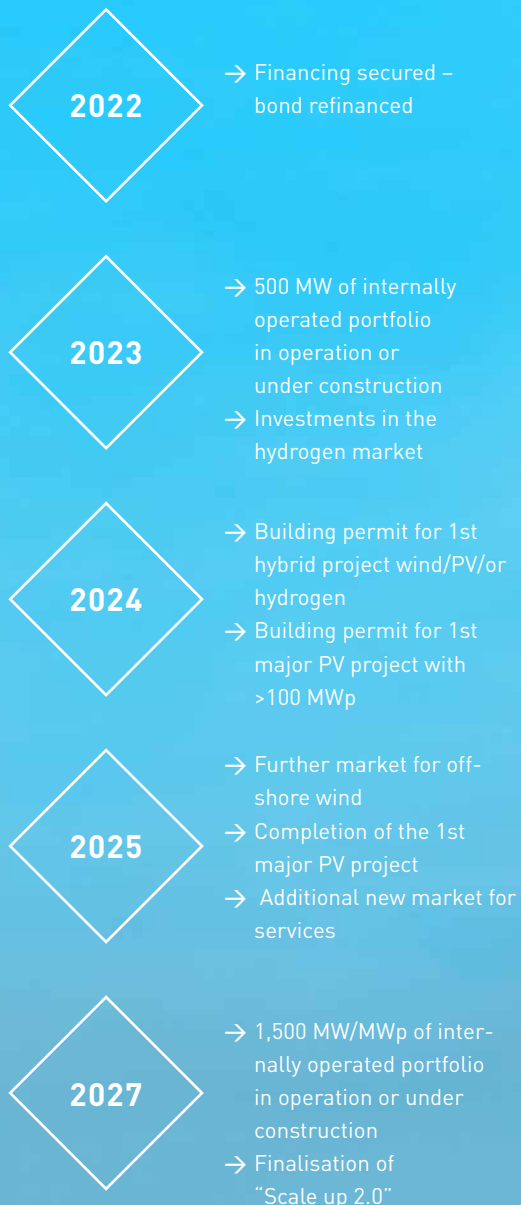 2022
→ Financing secured –
bond refinanced
2023
→ 500 MW of internally
operated portfolio
in operation or
under construction
→ Investments in the
hydrogen market
2024
→ Building permit for 1st
hybrid project wind/PV/or
hydrogen
→ Building permit for 1st
major PV project with
>100 MWp
2025
→ Further market for off-
shore wind
→ Completion of the 1st
major PV project
→ Additional new market for
services
2027
→ 1,500 MW/MWp of inter-
nally operated portfolio
in operation or under
construction
→ Finalisation of
“Scale up 2.0”